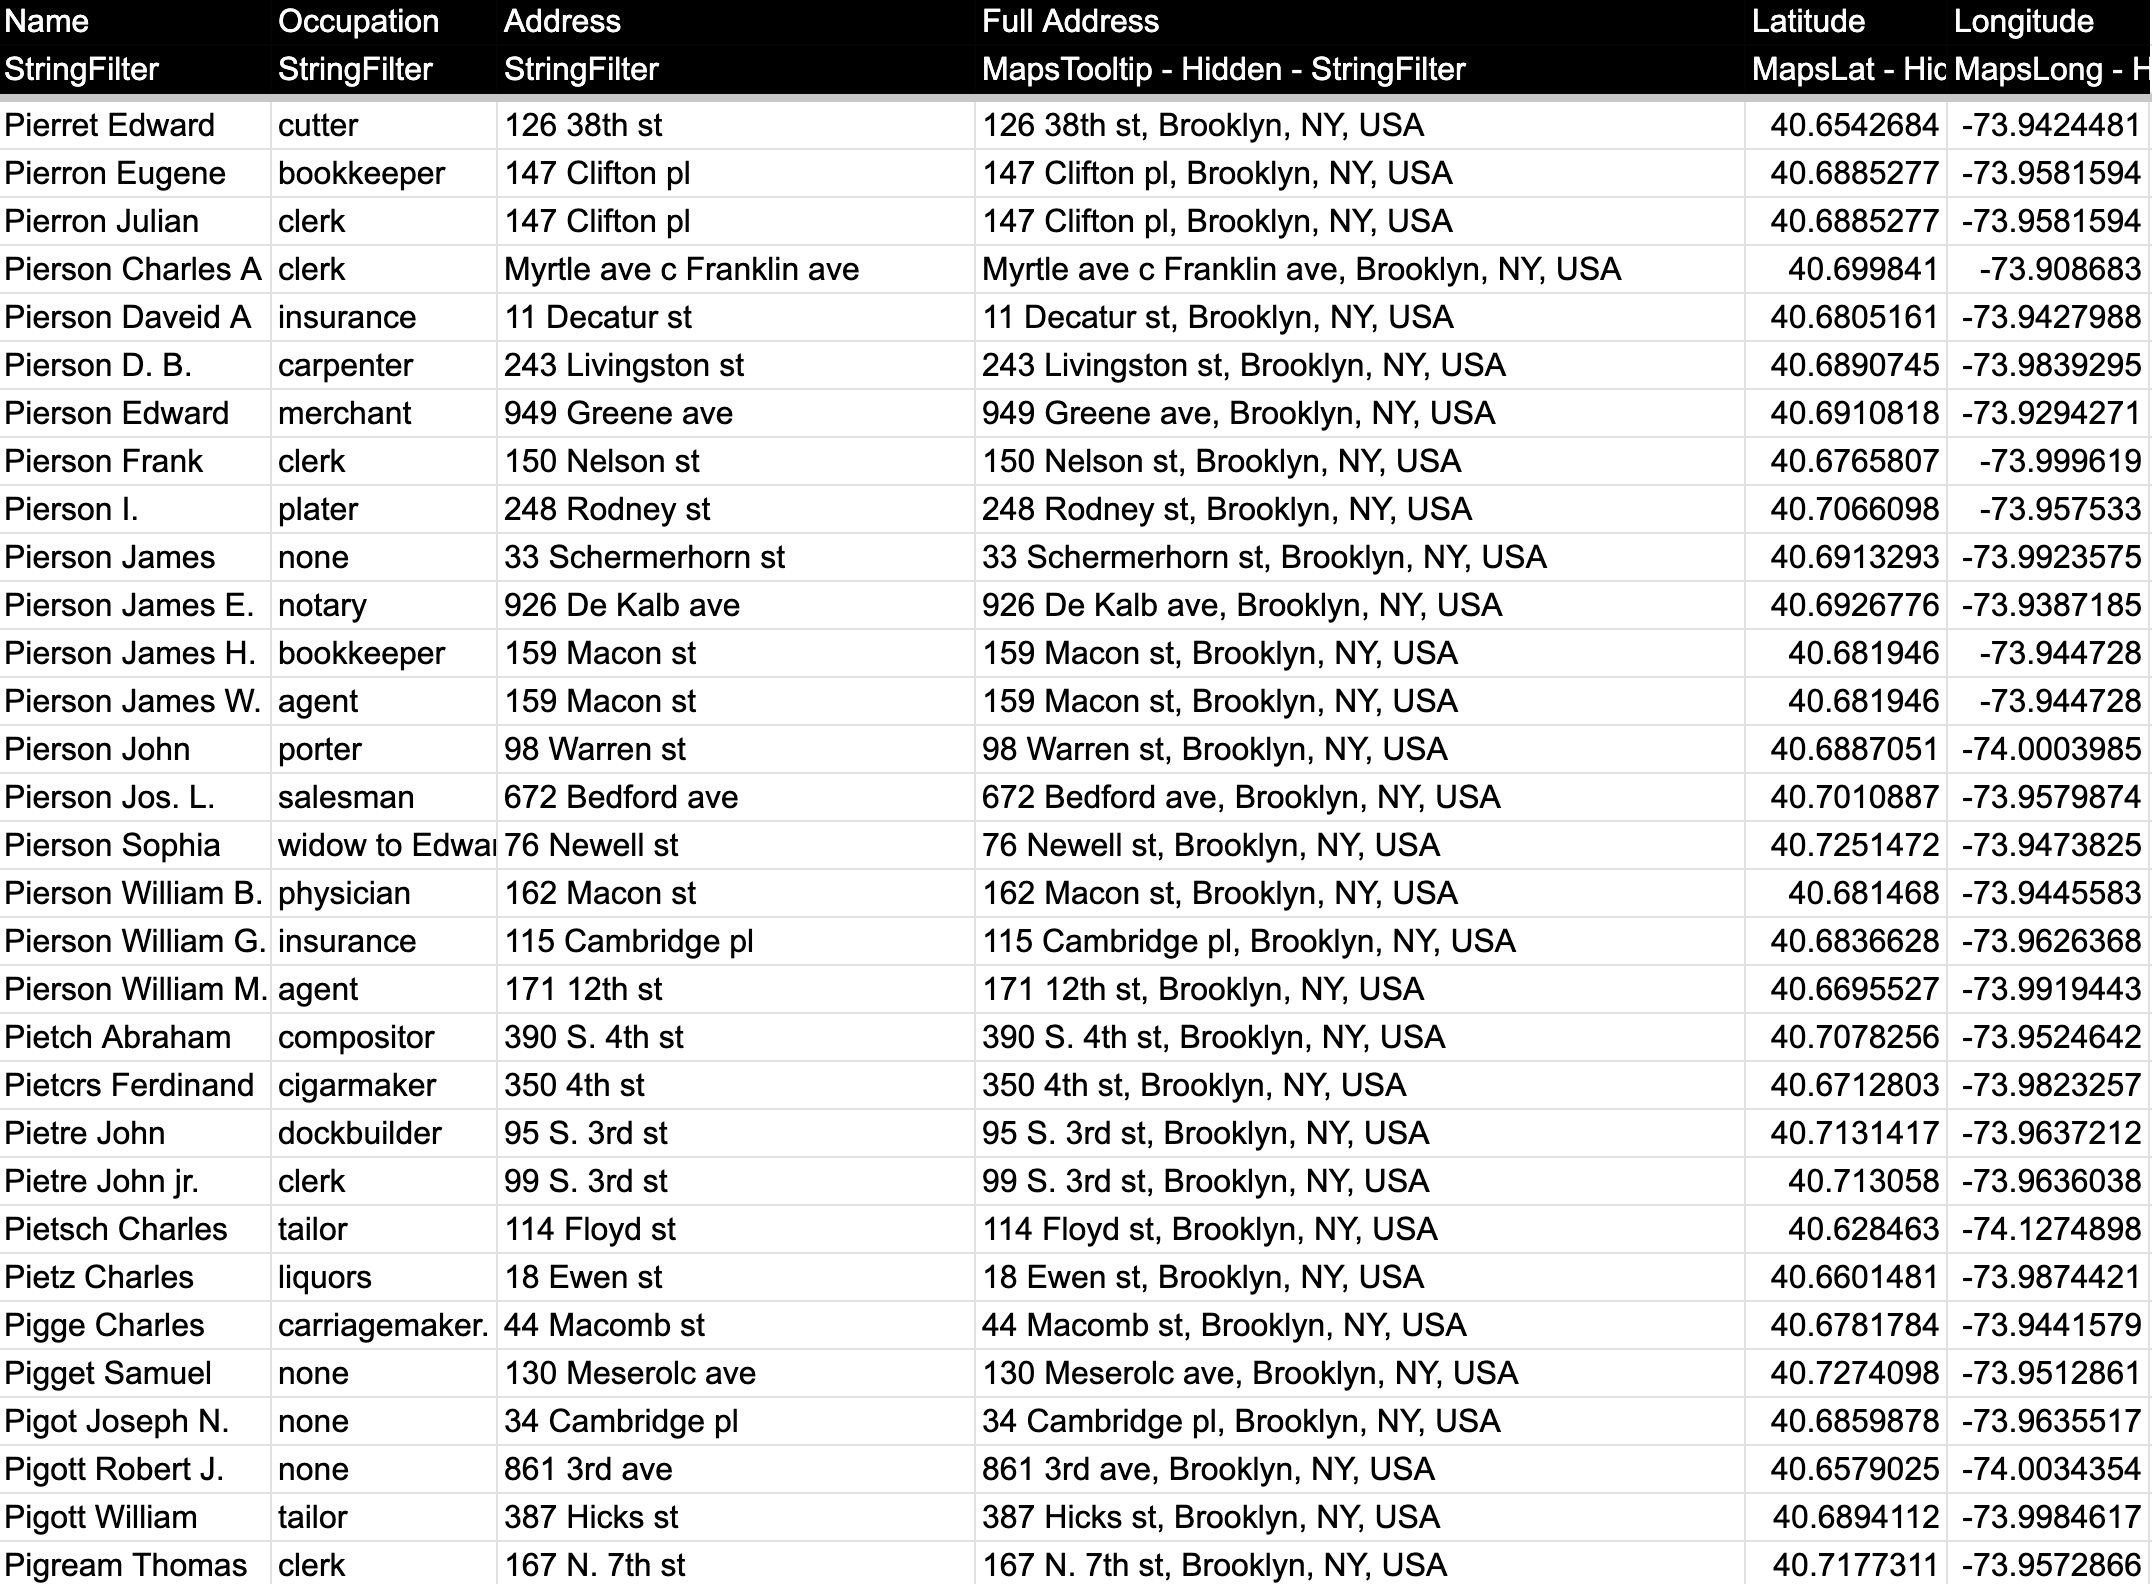 Name Occupation Address Full Address Latitude Longitude
StringFilter StringFilter StringFilter MapsTooltip - Hidden - StringFilter MapsLat - Hid MapsLong - H
Pierret Edward cutter 126 38th st 126 38th st, Brooklyn, NY, USA 40.6542684 -73.9424481
Pierron Eugene bookkeeper 147 Clifton pl 147 Clifton pl, Brooklyn, NY, USA 40.6885277 -73.9581594
Pierron Julian clerk 147 Clifton pl 147 Clifton pl, Brooklyn, NY, USA 40.6885277 -73.9581594
Pierson Charles A clerk Myrtle ave c Franklin ave Myrtle ave c Franklin ave, Brooklyn, NY, USA 40.699841 -73.908683
Pierson Daveid A insurance 11 Decatur st 11 Decatur st, Brooklyn, NY, USA 40.6805161 -73.9427988
Pierson D. B. carpenter 243 Livingston st 243 Livingston st, Brooklyn, NY, USA 40.6890745 -73.9839295
Pierson Edward merchant 949 Greene ave 949 Greene ave, Brooklyn, NY, USA 40.6910818 -73.9294271
Pierson Frank clerk 150 Nelson st 150 Nelson st, Brooklyn, NY, USA 40.6765807 -73.999619
Pierson I. plater 248 Rodney st 248 Rodney st, Brooklyn, NY, USA 40.7066098 -73.957533
Pierson James none 33 Schermerhorn st 33 Schermerhorn st, Brooklyn, NY, USA 40.6913293 -73.9923575
Pierson James E. notary 926 De Kalb ave 926 De Kalb ave, Brooklyn, NY, USA 40.6926776 -73.9387185
Pierson James H. bookkeeper 159 Macon st 159 Macon st, Brooklyn, NY, USA 40.681946 -73.944728
Pierson James W. agent 159 Macon st 159 Macon st, Brooklyn, NY, USA 40.681946 -73.944728
Pierson John porter 98 Warren st 98 Warren st, Brooklyn, NY, USA 40.6887051 -74.0003985
Pierson Jos. L. salesman 672 Bedford ave 672 Bedford ave, Brooklyn, NY, USA 40.7010887 -73.9579874
Pierson Sophia widow to Edwar 76 Newell st 76 Newell st, Brooklyn, NY, USA 40.7251472 -73.9473825
Pierson William B. physician 162 Macon st 162 Macon st, Brooklyn, NY, USA 40.681468 -73.9445583
Pierson William G. insurance 115 Cambridge pl 115 Cambridge pl, Brooklyn, NY, USA 40.6836628 -73.9626368
Pierson William M. agent 171 12th st 171 12th st, Brooklyn, NY, USA 40.6695527 -73.9919443
Pietch Abraham compositor 390 S. 4th st 390 S. 4th st, Brooklyn, NY, USA 40.7078256 -73.9524642
Pietcrs Ferdinand cigarmaker 350 4th st 350 4th st, Brooklyn, NY, USA 40.6712803 -73.9823257
Pietre John dockbuilder 95 S. 3rd st 95 S. 3rd st, Brooklyn, NY, USA 40.7131417 -73.9637212
Pietre John jr. clerk 99 S. 3rd st 99 S. 3rd st, Brooklyn, NY, USA 40.713058 -73.9636038
Pietsch Charles tailor 114 Floyd st 114 Floyd st, Brooklyn, NY, USA 40.628463 -74.1274898
Pietz Charles liquors 18 Ewen st 18 Ewen st, Brooklyn, NY, USA 40.6601481 -73.9874421
Pigge Charles carriagemaker. 44 Macomb st 44 Macomb st, Brooklyn, NY, USA 40.6781784 -73.9441579
Pigget Samuel none 130 Meserolc ave 130 Meserolc ave, Brooklyn, NY, USA 40.7274098 -73.9512861
Pigot Joseph N. none 34 Cambridge pl 34 Cambridge pl, Brooklyn, NY, USA 40.6859878 -73.9635517
Pigott Robert J. none 861 3rd ave 861 3rd ave, Brooklyn, NY, USA 40.6579025 -74.0034354
Pigott William tailor 387 Hicks st 387 Hicks st, Brooklyn, NY, USA 40.6894112 -73.9984617
Pigream Thomas clerk 167 N. 7th st 167 N. 7th st, Brooklyn, NY, USA 40.7177311 -73.9572866